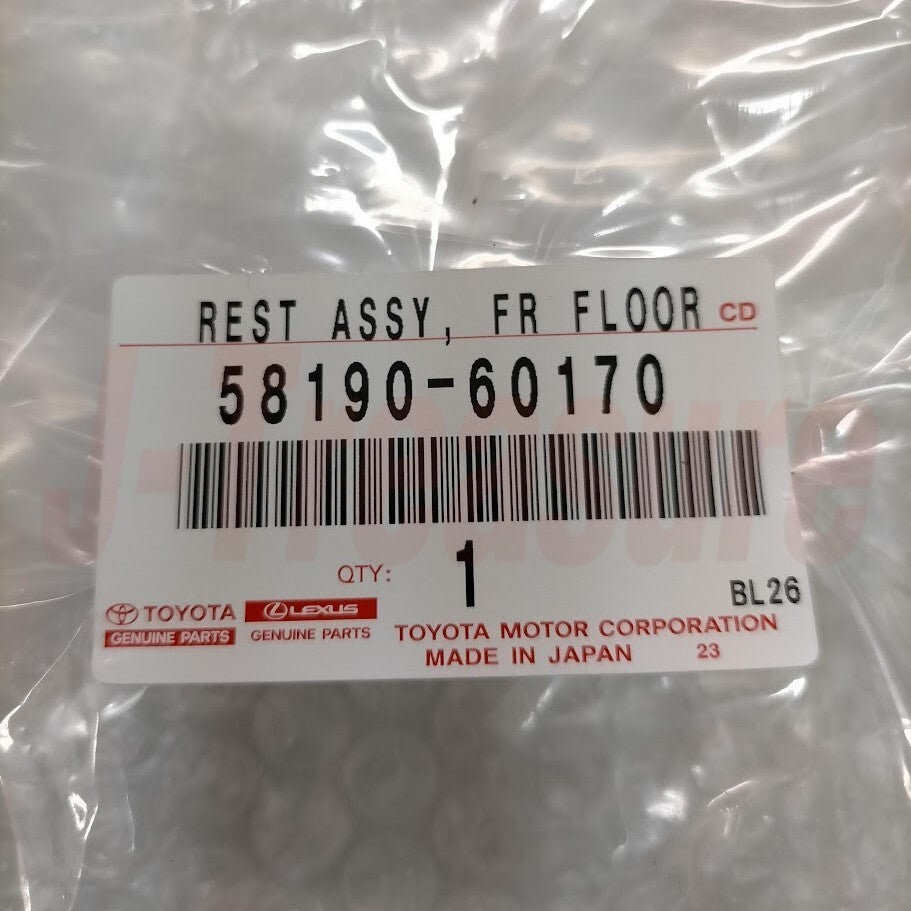 REST ASSY, FR FLOOR CD
58190-60170
J-Treasure
QTY: 1
BL26
TOYOTA LEXUS
GENUINE PARTS GENUINE PARTS
TOYOTA MOTOR CORPORATION
MADE IN JAPAN 23